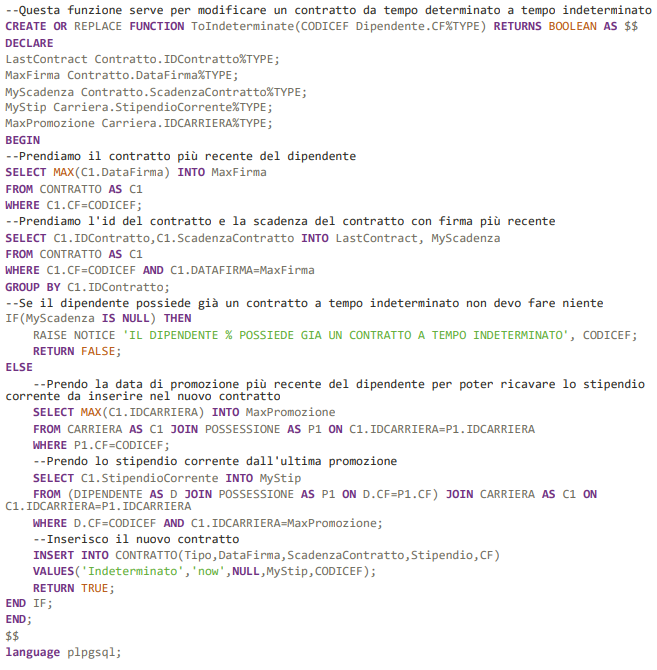 --Questa funzione serve per modificare un contratto da tempo determinato a tempo indeterminato
CREATE OR REPLACE FUNCTION ToIndeterminate(CODICEF Dipendente.CF%TYPE) RETURNS BOOLEAN AS $$
DECLARE
LastContract Contratto.IDContratto%TYPE;
MaxFirma Contratto.DataFirma%TYPE;
MyScadenza Contratto.ScadenzaContratto%TYPE;
MyStip Carriera.StipendioCorrente%TYPE;
MaxPromozione Carriera.IDCARRIERA%TYPE;
BEGIN
--Prendiamo il contratto più recente del dipendente
SELECT MAX(C1.DataFirma) INTO MaxFirma
FROM CONTRATTO AS C1
WHERE C1.CF=CODICEF;
--Prendiamo l'id del contratto e la scadenza del contratto con firma più recente
SELECT C1.IDContratto,C1.ScadenzaContratto INTO LastContract, MyScadenza
FROM CONTRATTO AS C1
WHERE C1.CF=CODICEF AND C1.DATAFIRMA=MaxFirma
GROUP BY C1.IDContratto;
--Se il dipendente possiede già un contratto a tempo indeterminato non devo fare niente
IF(MyScadenza IS NULL) THEN
    RAISE NOTICE 'IL DIPENDENTE % POSSIEDE GIA UN CONTRATTO A TEMPO INDETERMINATO', CODICEF;
    RETURN FALSE;
ELSE
    --Prendo la data di promozione più recente del dipendente per poter ricavare lo stipendio
corrente da inserire nel nuovo contratto
    SELECT MAX(C1.IDCARRIERA) INTO MaxPromozione
    FROM CARRIERA AS C1 JOIN POSSESSIONE AS P1 ON C1.IDCARRIERA=P1.IDCARRIERA
    WHERE P1.CF=CODICEF;
    --Prendo lo stipendio corrente dall'ultima promozione
    SELECT C1.StipendioCorrente INTO MyStip
    FROM (DIPENDENTE AS D JOIN POSSESSIONE AS P1 ON D.CF=P1.CF) JOIN CARRIERA AS C1 ON
C1.IDCARRIERA=P1.IDCARRIERA
    WHERE D.CF=CODICEF AND C1.IDCARRIERA=MaxPromozione;
    --Inserisco il nuovo contratto
    INSERT INTO CONTRATTO(Tipo,DataFirma,ScadenzaContratto,Stipendio,CF)
    VALUES('Indeterminato','now',NULL,MyStip,CODICEF);
    RETURN TRUE;
END IF;
END;
$$
language plpgsql;